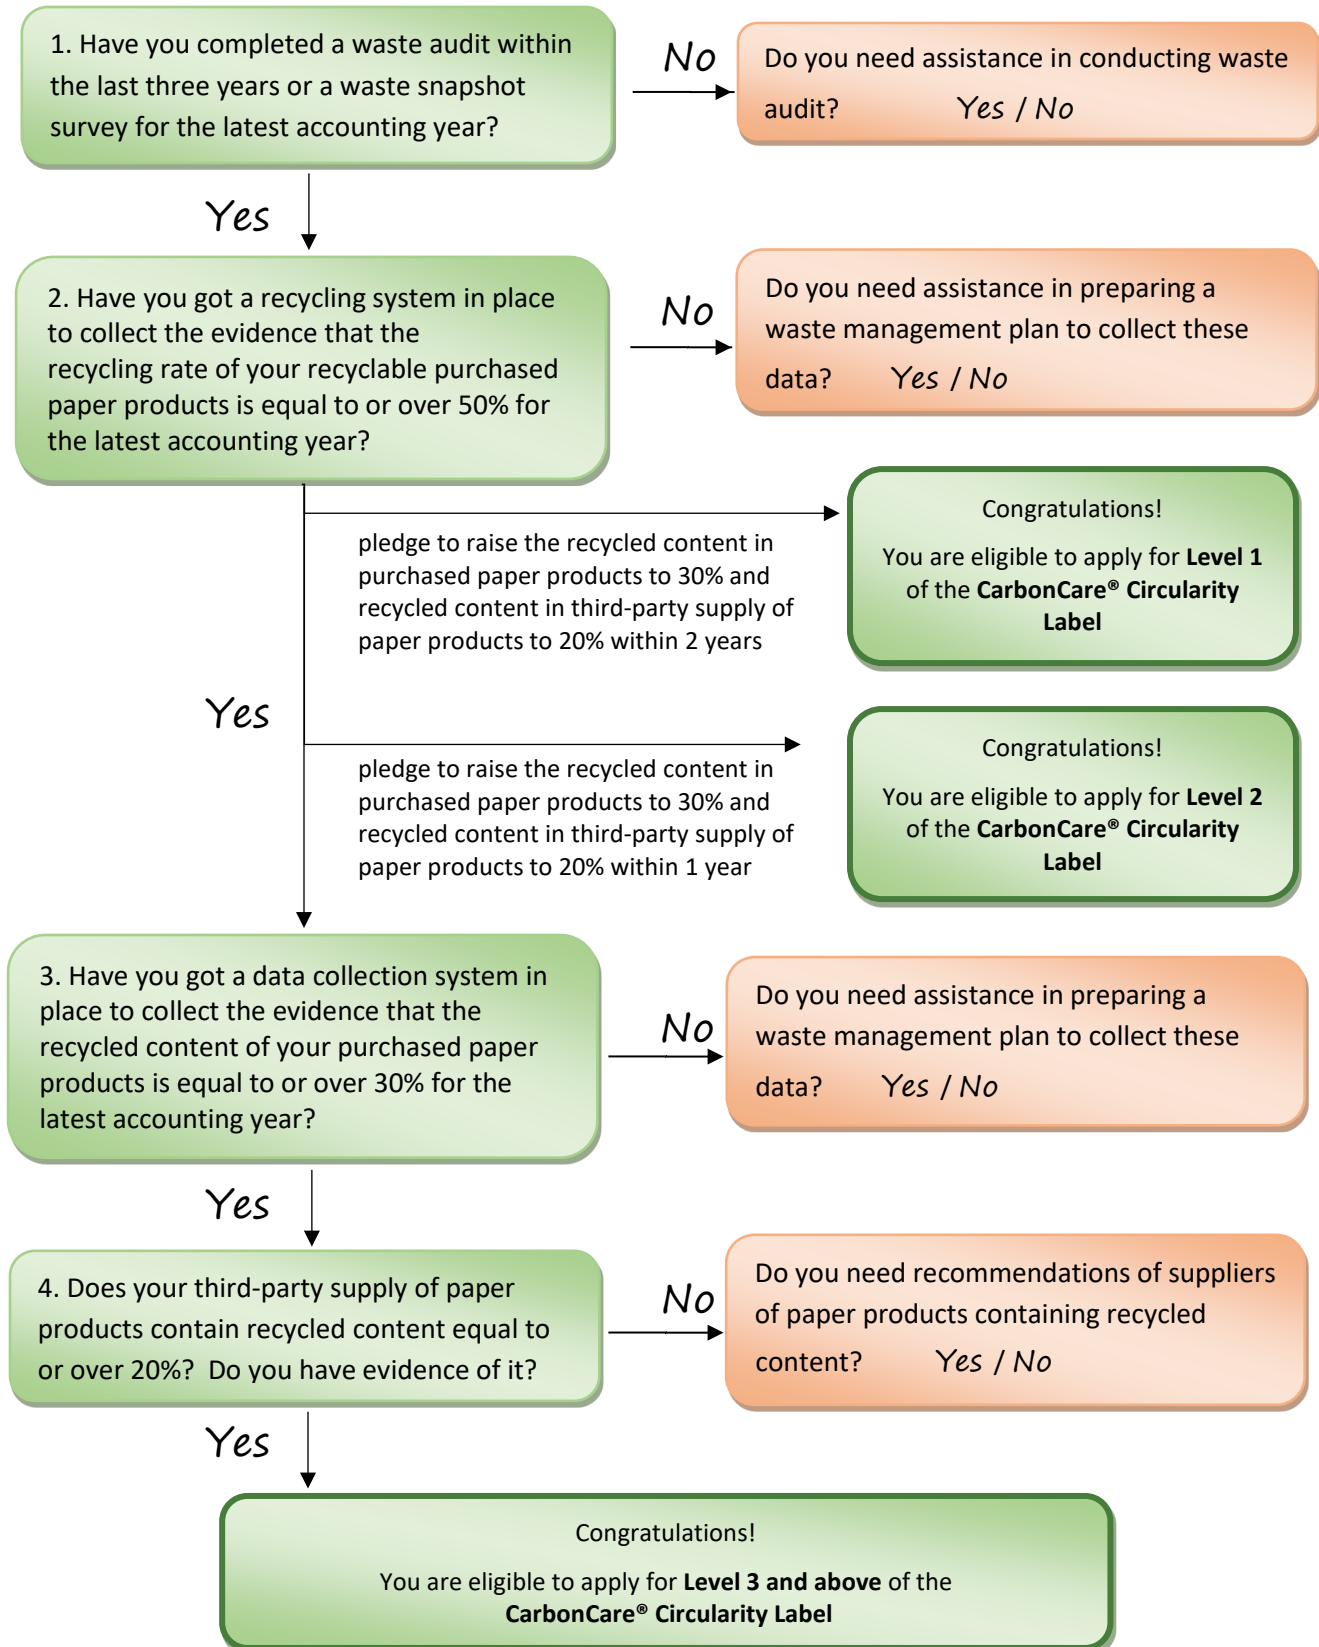 1. Have you completed a waste audit within
the last three years or a waste snapshot
survey for the latest accounting year?
No
Do you need assistance in conducting waste
audit? Yes / No
Yes
2. Have you got a recycling system in place
to collect the evidence that the
recycling rate of your recyclable purchased
paper products is equal to or over 50% for
the latest accounting year?
No
Do you need assistance in preparing a
waste management plan to collect these
data? Yes / No
pledge to raise the recycled content in
purchased paper products to 30% and
recycled content in third-party supply of
paper products to 20% within 2 years
Congratulations!
You are eligible to apply for Level 1
of the CarbonCare® Circularity
Label
Yes
pledge to raise the recycled content in
purchased paper products to 30% and
recycled content in third-party supply of
paper products to 20% within 1 year
Congratulations!
You are eligible to apply for Level 2
of the CarbonCare® Circularity
Label
3. Have you got a data collection system in
place to collect the evidence that the
recycled content of your purchased paper
products is equal to or over 30% for the
latest accounting year?
No
Do you need assistance in preparing a
waste management plan to collect these
data? Yes / No
Yes
4. Does your third-party supply of paper
products contain recycled content equal to
or over 20%? Do you have evidence of it?
No
Do you need recommendations of suppliers
of paper products containing recycled
content? Yes / No
Yes
Congratulations!
You are eligible to apply for Level 3 and above of the
CarbonCare® Circularity Label